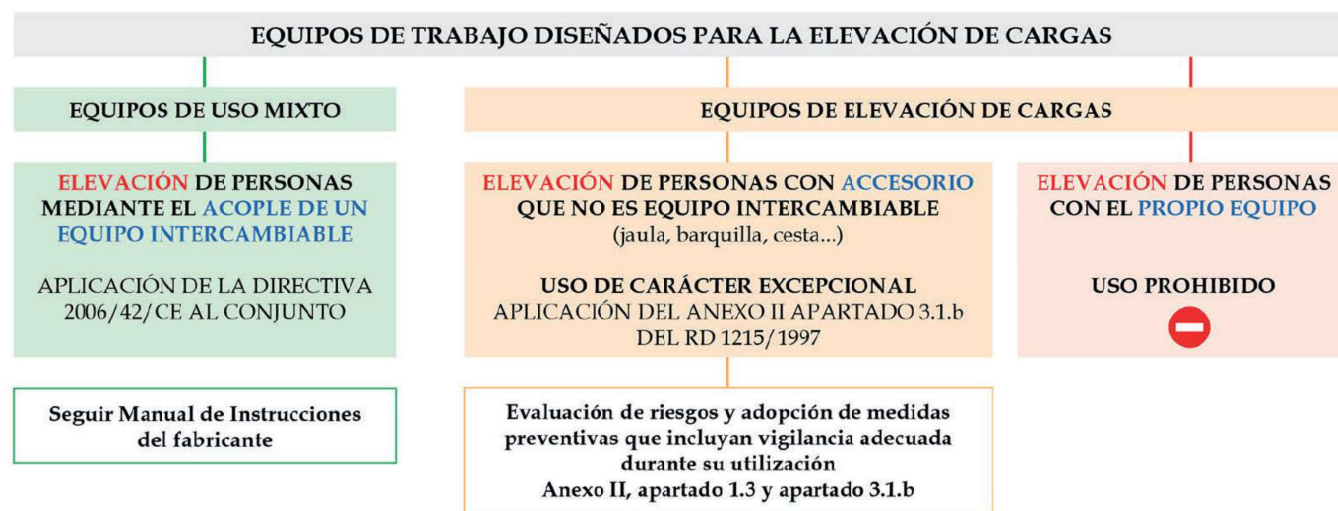 EQUIPOS DE TRABAJO DISEÑADOS PARA LA ELEVACIÓN DE CARGAS
EQUIPOS DE USO MIXTO
ELEVACIÓN DE PERSONAS
MEDIANTE EL ACOPLE DE UN
EQUIPO INTERCAMBIABLE
APLICACIÓN DE LA DIRECTIVA
2006/42/CE AL CONJUNTO
Seguir Manual de Instrucciones
del fabricante
EQUIPOS DE ELEVACIÓN DE CARGAS
ELEVACIÓN DE PERSONAS CON ACCESORIO
QUE NO ES EQUIPO INTERCAMBIABLE
(jaula, barquilla, cesta...)
USO DE CARÁCTER EXCEPCIONAL
APLICACIÓN DEL ANEXO II APARTADO 3.1.b
DEL RD 1215/1997
Evaluación de riesgos y adopción de medidas
preventivas que incluyan vigilancia adecuada
durante su utilización
Anexo II, apartado 1.3 y apartado 3.1.b
ELEVACIÓN DE PERSONAS
CON EL PROPIO EQUIPO
USO PROHIBIDO